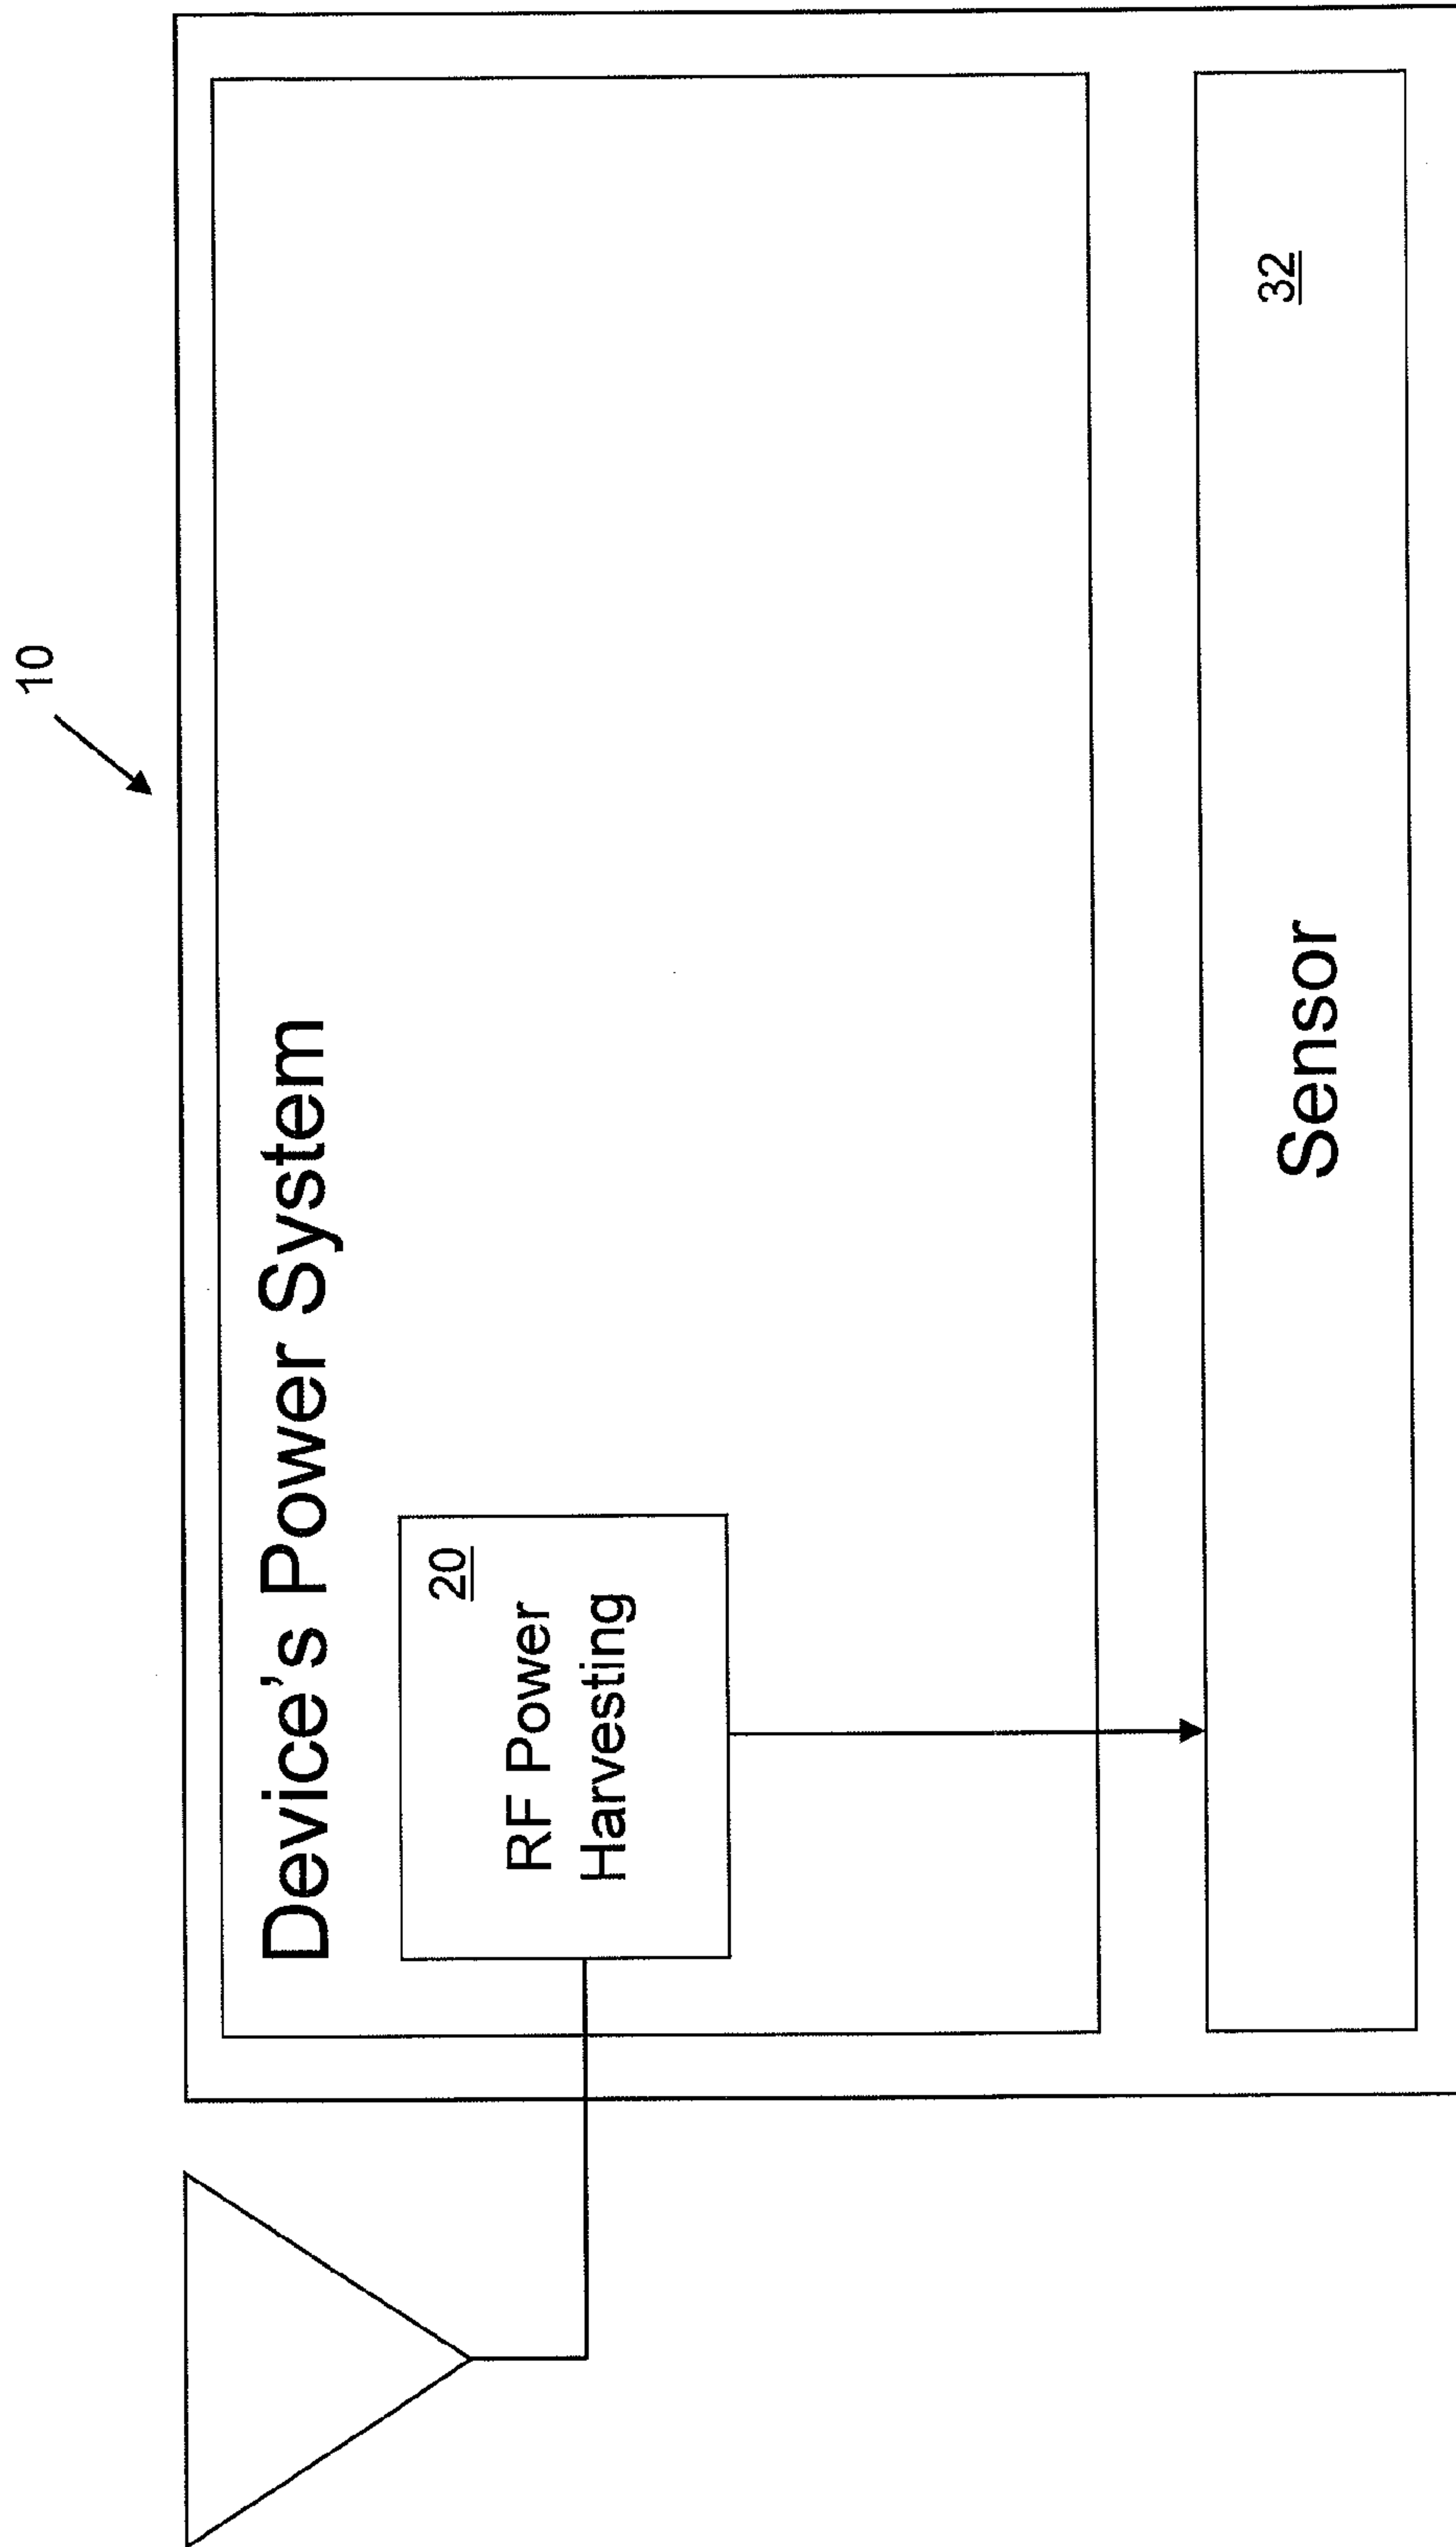 10
Device's Power System
20
RF Power
Harvesting
32
Sensor